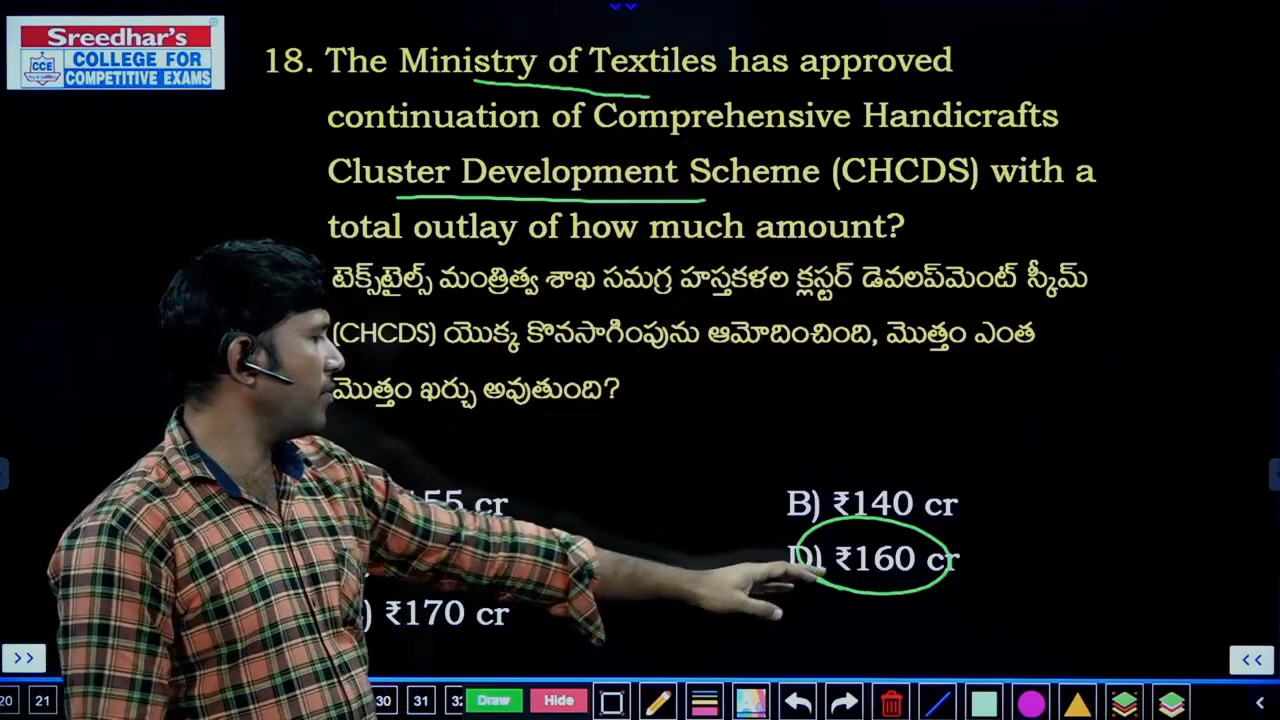 Sreedhar's
CCE
COLLEGE FOR
COMPETITIVE EXAMS
18. The Ministry of Textiles has approved
continuation of Comprehensive Handicrafts
Cluster Development Scheme (CHCDS) with a
total outlay of how much amount?
టెక్స్‌టైల్స్ మంత్రిత్వ శాఖ సమగ్ర హస్తకళల క్లస్టర్ డెవలప్‌మెంట్ స్కీమ్
(CHCDS) యొక్క కొనసాగింపును ఆమోదించింది, మొత్తం ఎంత
మొత్తం ఖర్చు అవుతుంది?
55 cr
B) ₹140 cr
D) ₹160 cr
) ₹170 cr
>>
<<
20 21 30 31 Draw Hide